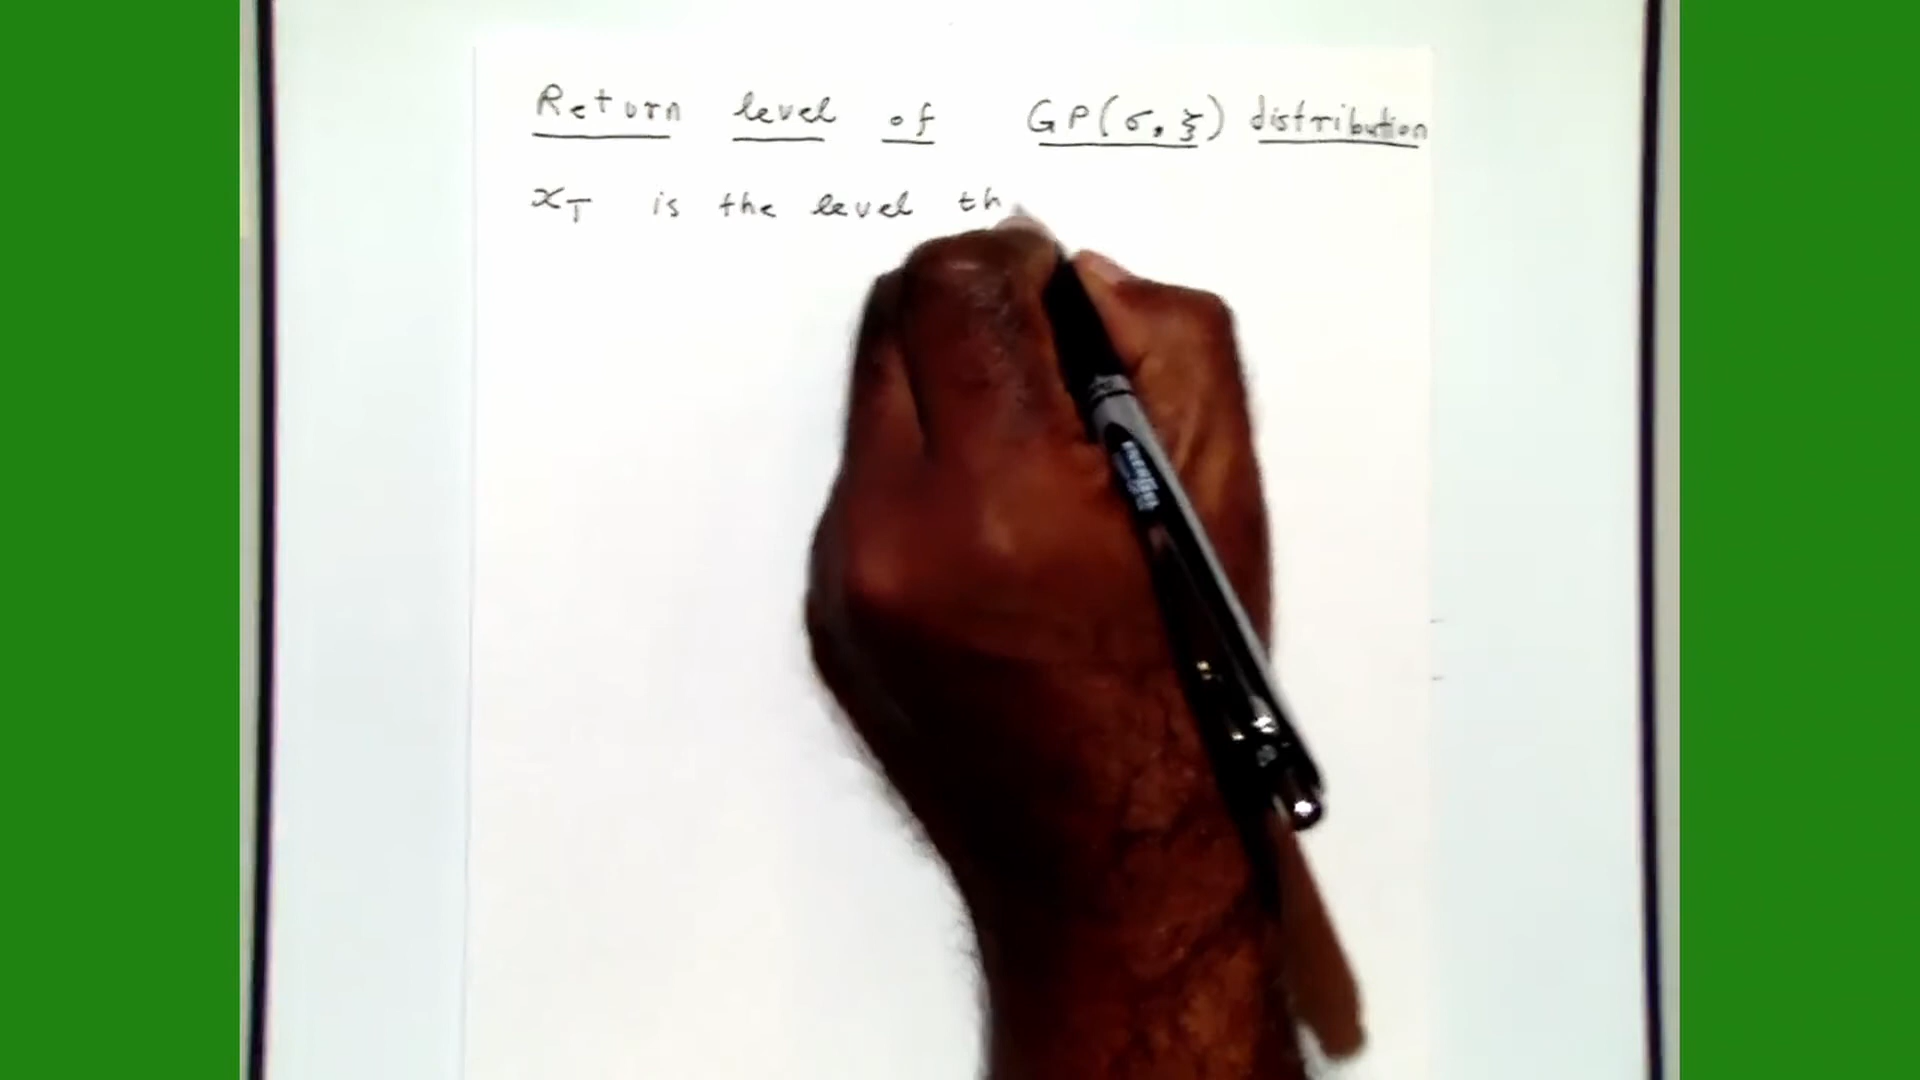 Return level of GP(σ, ξ) distribution
x_T is the level th